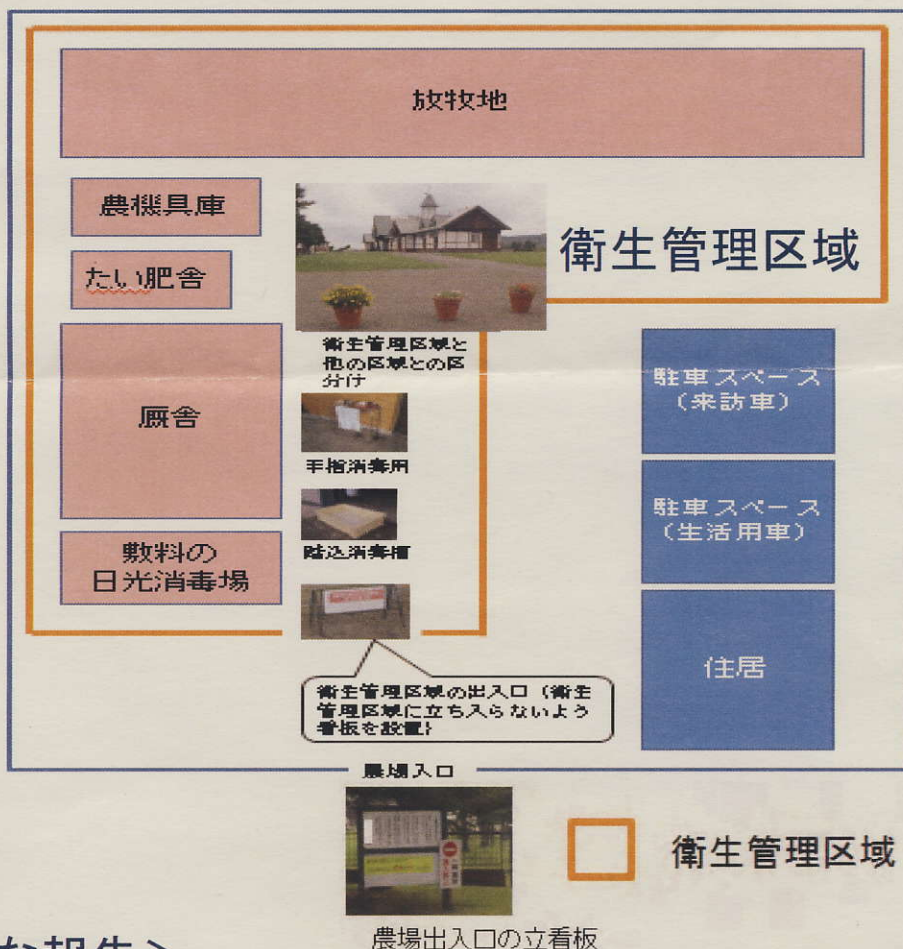 放牧地
農機具庫
たい肥舎
衛生管理区域
衛生管理区域と
他の区域との区
分け
厩舎
手指消毒用
踏込消毒槽
敷料の
日光消毒場
駐車スペース
(来訪車)
駐車スペース
(生活用車)
住居
衛生管理区域の出入口(衛生
管理区域に立ち入らないよう
看板を設置)
農場入口
衛生管理区域
農場出入口の立看板